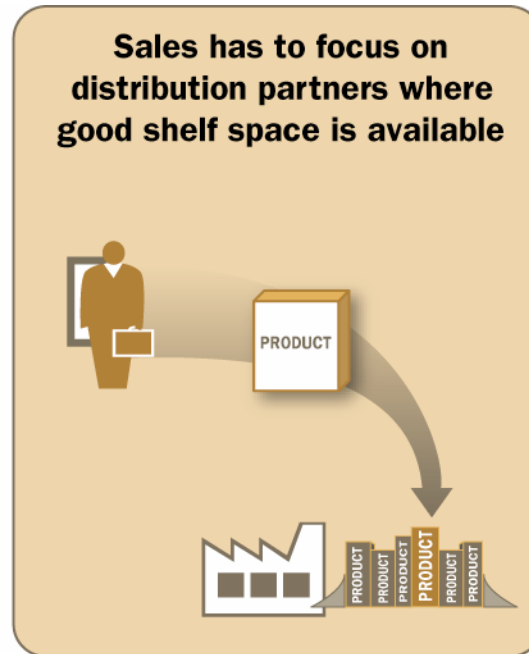 Sales has to focus on
distribution partners where
good shelf space is available
PRODUCT
PRODUCT
PRODUCT
PRODUCT
PRODUCT
PRODUCT
PRODUCT